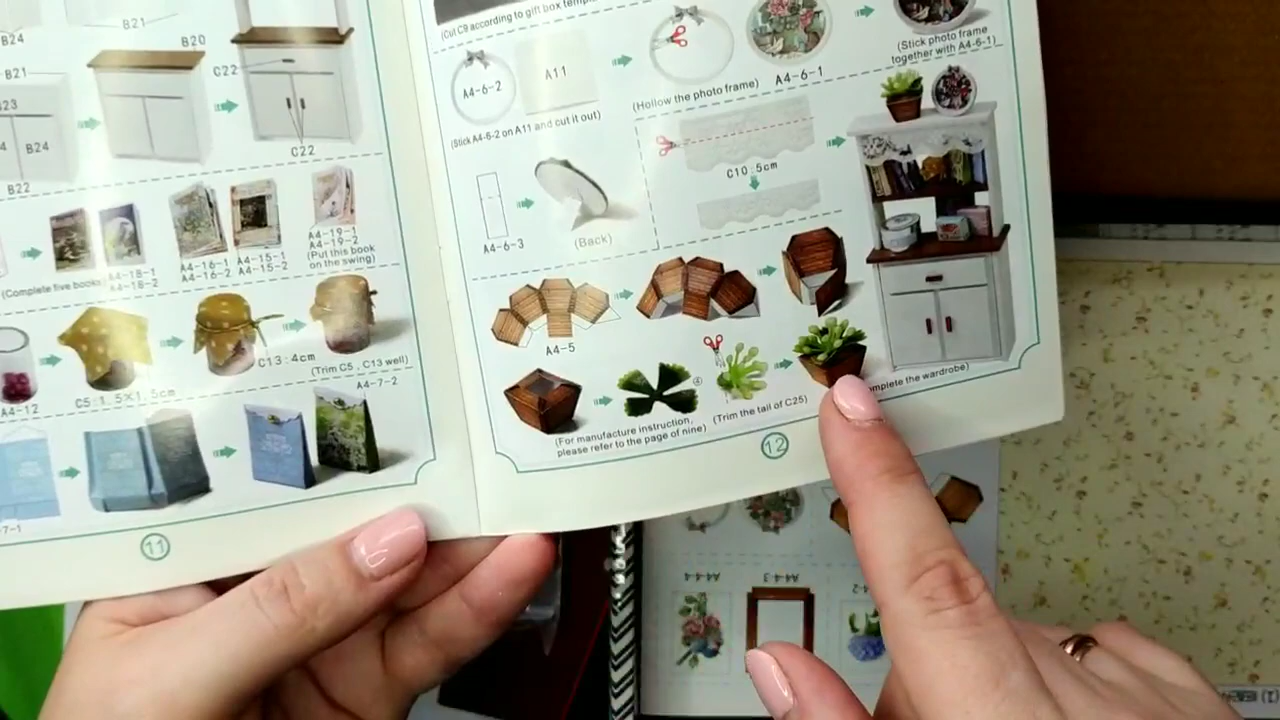 B24
B21
B20
B21
C22
23
B24
C22
B22
A4-18-1
A4-18-2
A4-16-1
A4-16-2
A4-15-1
A4-19-1
A4-19-2
(Put this book
on the swing)
(Complete five books)
C13:4cm
(Trim C5, C13 well)
A4-12
C5:1.5×1.5cm
A4-7-2
7-1
11
(Cut C9 according to gift box
A4-6-2
A11
(Stick A4-6-2 on A11 and cut it out)
(Hollow the photo frame)
A4-6-1
(Stick photo frame
together with A4-6-1)
C10:5cm
A4-6-3
(Back)
A4-5
(For manufacture instruction,
please refer to the page of nine)
(Trim the tail of C25)
omplete the wardrobe)
12
A4-4
A4-3